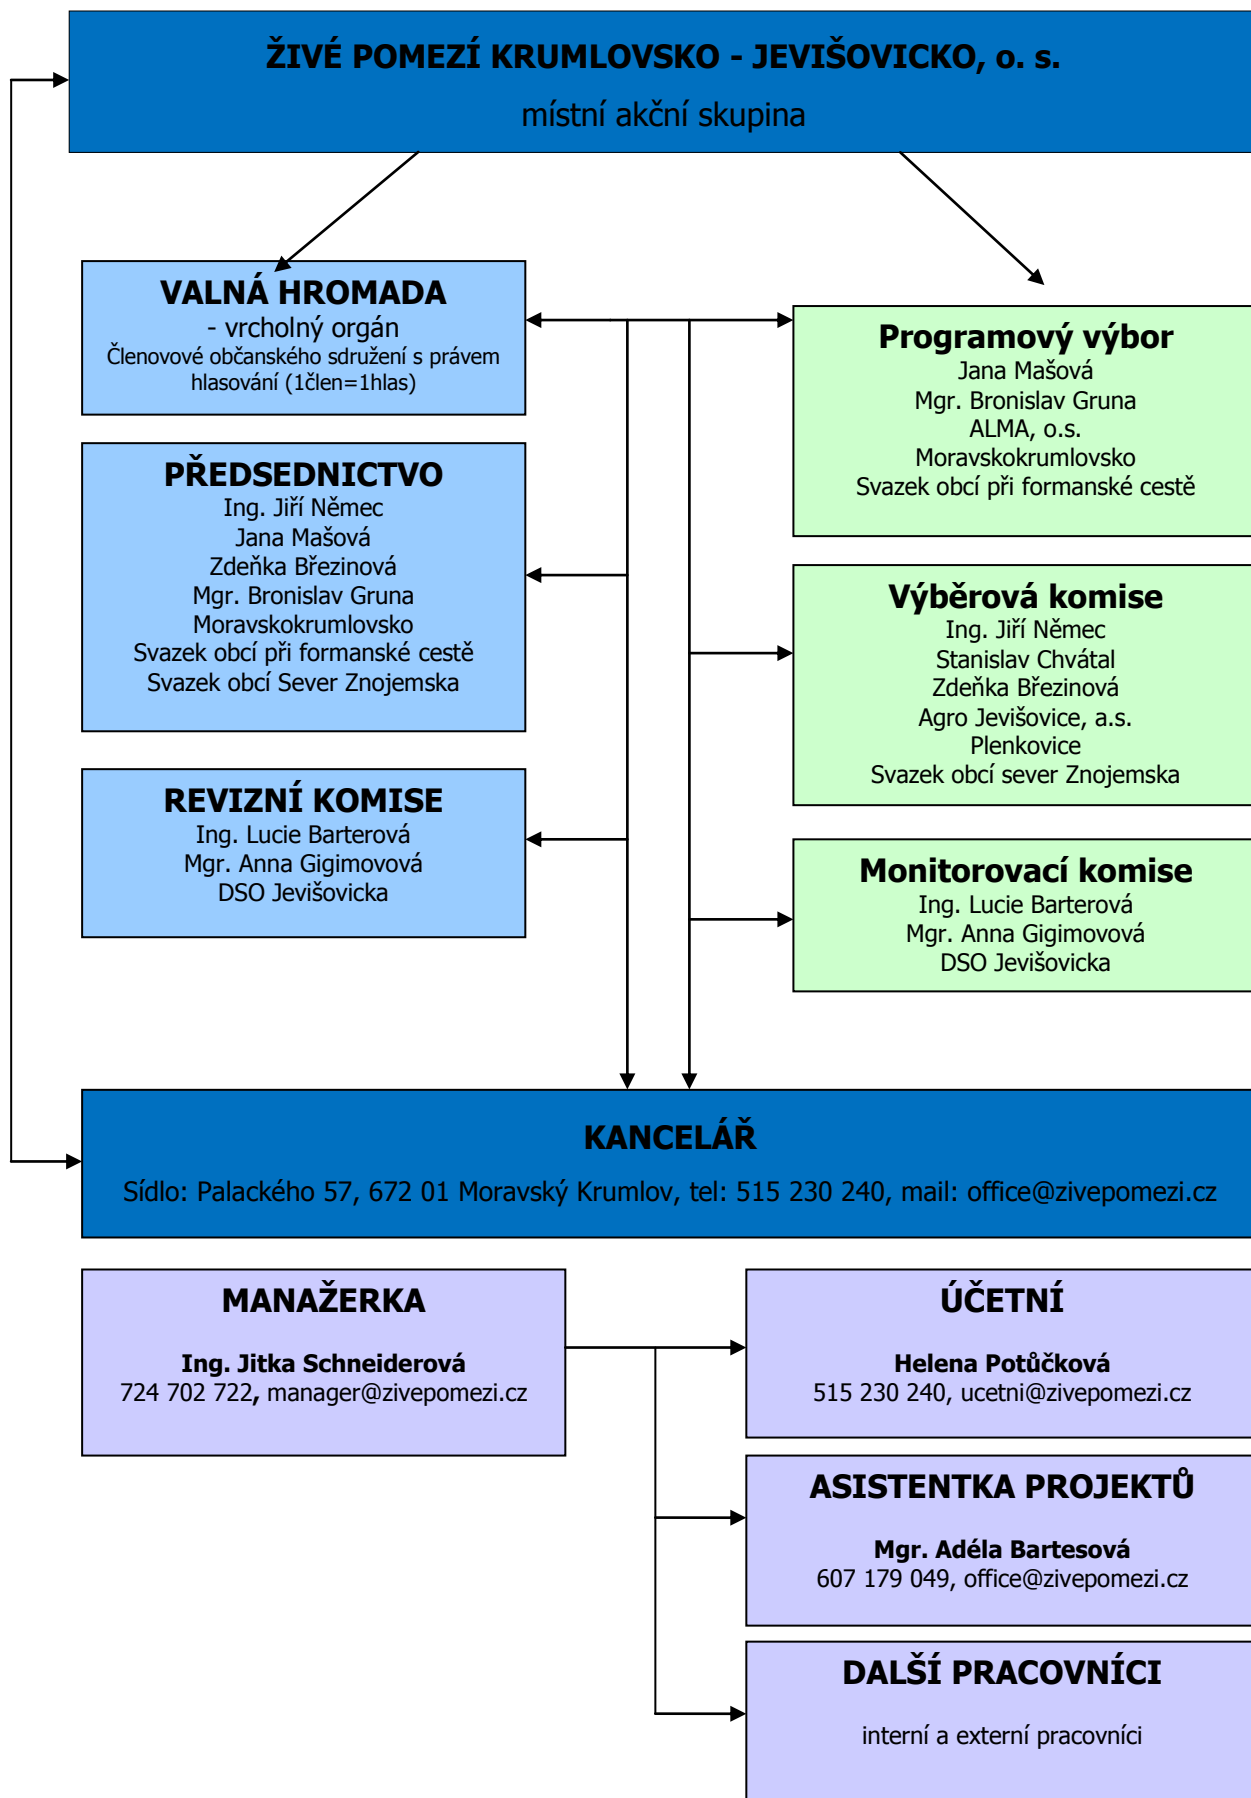 ŽIVÉ POMEZÍ KRUMLOVSKO - JEVIŠOVICKO, o. s.
místní akční skupina
VALNÁ HROMADA
- vrcholný orgán
Členovové občanského sdružení s právem
hlasování (1člen=1hlas)
PŘEDSEDNICTVO
Ing. Jiří Němec
Jana Mašová
Zdeňka Březinová
Mgr. Bronislav Gruna
Moravskokrumlovsko
Svazek obcí při formanské cestě
Svazek obcí Sever Znojemska
REVIZNÍ KOMISE
Ing. Lucie Barterová
Mgr. Anna Gigimovová
DSO Jevišovicka
Programový výbor
Jana Mašová
Mgr. Bronislav Gruna
ALMA, o.s.
Moravskokrumlovsko
Svazek obcí při formanské cestě
Výběrová komise
Ing. Jiří Němec
Stanislav Chvátal
Zdeňka Březinová
Agro Jevišovice, a.s.
Plenkovice
Svazek obcí sever Znojemska
Monitorovací komise
Ing. Lucie Barterová
Mgr. Anna Gigimovová
DSO Jevišovicka
KANCELÁŘ
Sídlo: Palackého 57, 672 01 Moravský Krumlov, tel: 515 230 240, mail: office@zivepomezi.cz
MANAŽERKA
Ing. Jitka Schneiderová
724 702 722, manager@zivepomezi.cz
ÚČETNÍ
Helena Potůčková
515 230 240, ucetni@zivepomezi.cz
ASISTENTKA PROJEKTŮ
Mgr. Adéla Bartesová
607 179 049, office@zivepomezi.cz
DALŠÍ PRACOVNÍCI
interní a externí pracovníci